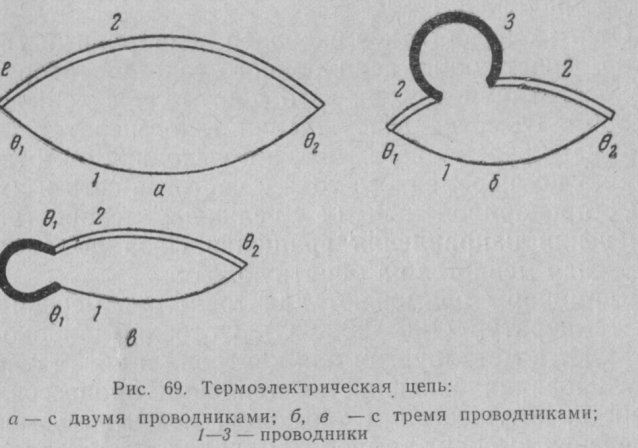 2
3
e
2
2
θ₁
θ₂
θ₁
θ₂
1
а
1
б
θ₁
2
θ₂
θ₁
1
в
Рис. 69. Термоэлектрическая цепь:
а — с двумя проводниками; б, в — с тремя проводниками;
1—3 — проводники